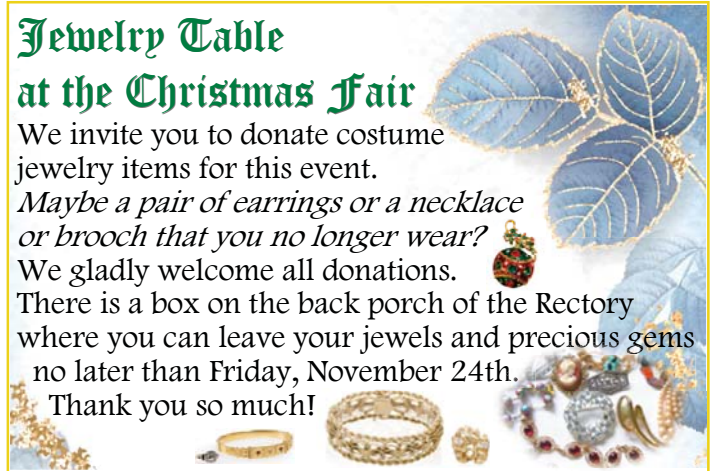 Jewelry Table
at the Christmas Fair
We invite you to donate costume
jewelry items for this event.
Maybe a pair of earrings or a necklace
or brooch that you no longer wear?
We gladly welcome all donations.
There is a box on the back porch of the Rectory
where you can leave your jewels and precious gems
no later than Friday, November 24th.
Thank you so much!